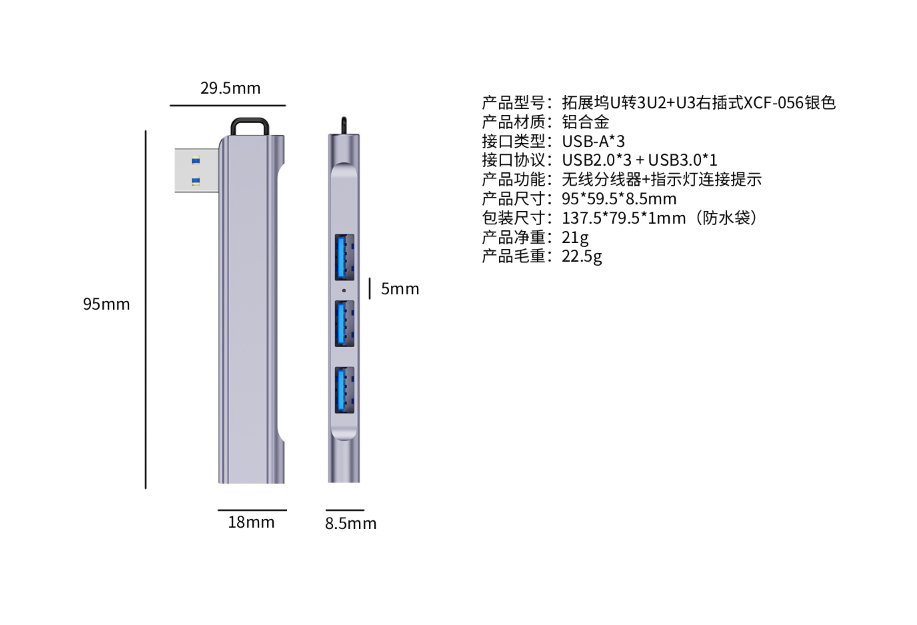 29.5mm
95mm
5mm
18mm
8.5mm
产品型号：拓展坞U转3U2+U3右插式XCF-056银色
产品材质：铝合金
接口类型：USB-A*3
接口协议：USB2.0*3 + USB3.0*1
产品功能：无线分线器+指示灯连接提示
产品尺寸：95*59.5*8.5mm
包装尺寸：137.5*79.5*1mm（防水袋）
产品净重：21g
产品毛重：22.5g